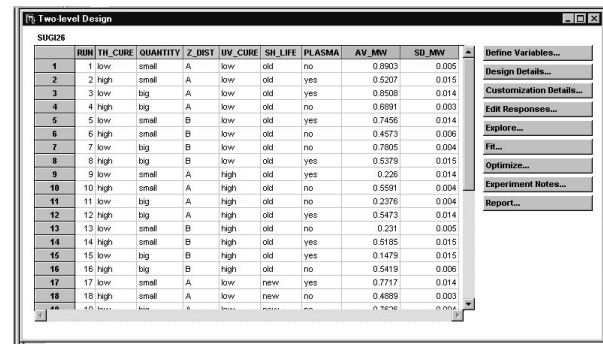 Two-level Design
SUGI26
RUN TH_CURE QUANTITY Z_DIST UV_CURE SH_LIFE PLASMA AV_MW SD_MW
1 1 low small A low old no 0.8903 0.005
2 2 high small A low old yes 0.5207 0.015
3 3 low big A low old yes 0.8508 0.014
4 4 high big A low old no 0.6891 0.003
5 5 low small B low old yes 0.7456 0.014
6 6 high small B low old no 0.4573 0.006
7 7 low big B low old no 0.7805 0.004
8 8 high big B low old yes 0.5379 0.015
9 9 low small A high old yes 0.226 0.014
10 10 high small A high old no 0.5591 0.004
11 11 low big A high old no 0.2376 0.004
12 12 high big A high old yes 0.5473 0.014
13 13 low small B high old no 0.231 0.005
14 14 high small B high old yes 0.5185 0.015
15 15 low big B high old yes 0.1479 0.015
16 16 high big B high old no 0.5419 0.006
17 17 low small A low new yes 0.7717 0.014
18 18 high small A low new no 0.4889 0.003
Define Variables...
Design Details...
Customization Details...
Edit Responses...
Explore...
Fit...
Optimize...
Experiment Notes...
Report...